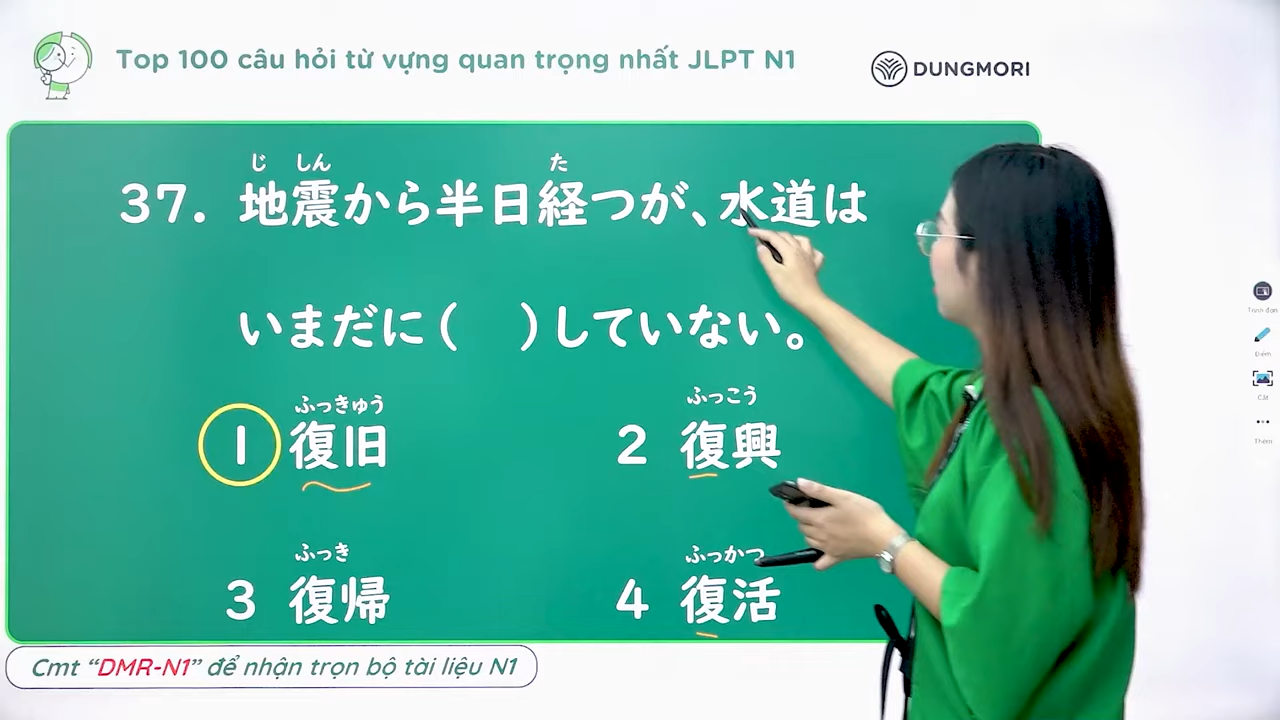 Top 100 câu hỏi từ vựng quan trọng nhất JLPT N1
DUNGMORI
じ しん た
37. 地震から半日経つが、水道は
いまだに( )していない。
ふっきゅう ふっこう
1 復旧 2 復興
ふっき ふっかつ
3 復帰 4 復活
Cmt “DMR-N1” để nhận trọn bộ tài liệu N1
Cắt
Thêm